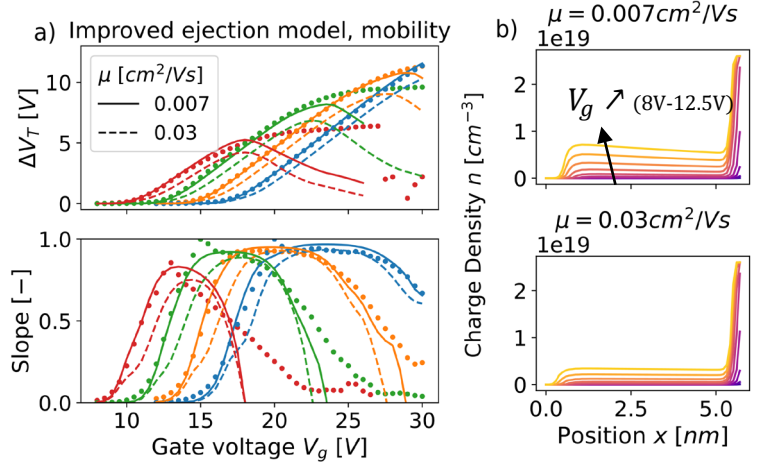 a) Improved ejection model, mobility
μ [cm²/Vs]
0.007
0.03
ΔV_T [V]
10
5
0
Slope [−]
1.0
0.5
0.0
10 15 20 25 30
Gate voltage V_g [V]
b) μ = 0.007cm²/Vs
1e19
V_g ↗ (8V-12.5V)
2
1
0
μ = 0.03cm²/Vs
1e19
2
1
0
Charge Density n [cm⁻³]
0.0 2.5 5.0
Position x [nm]